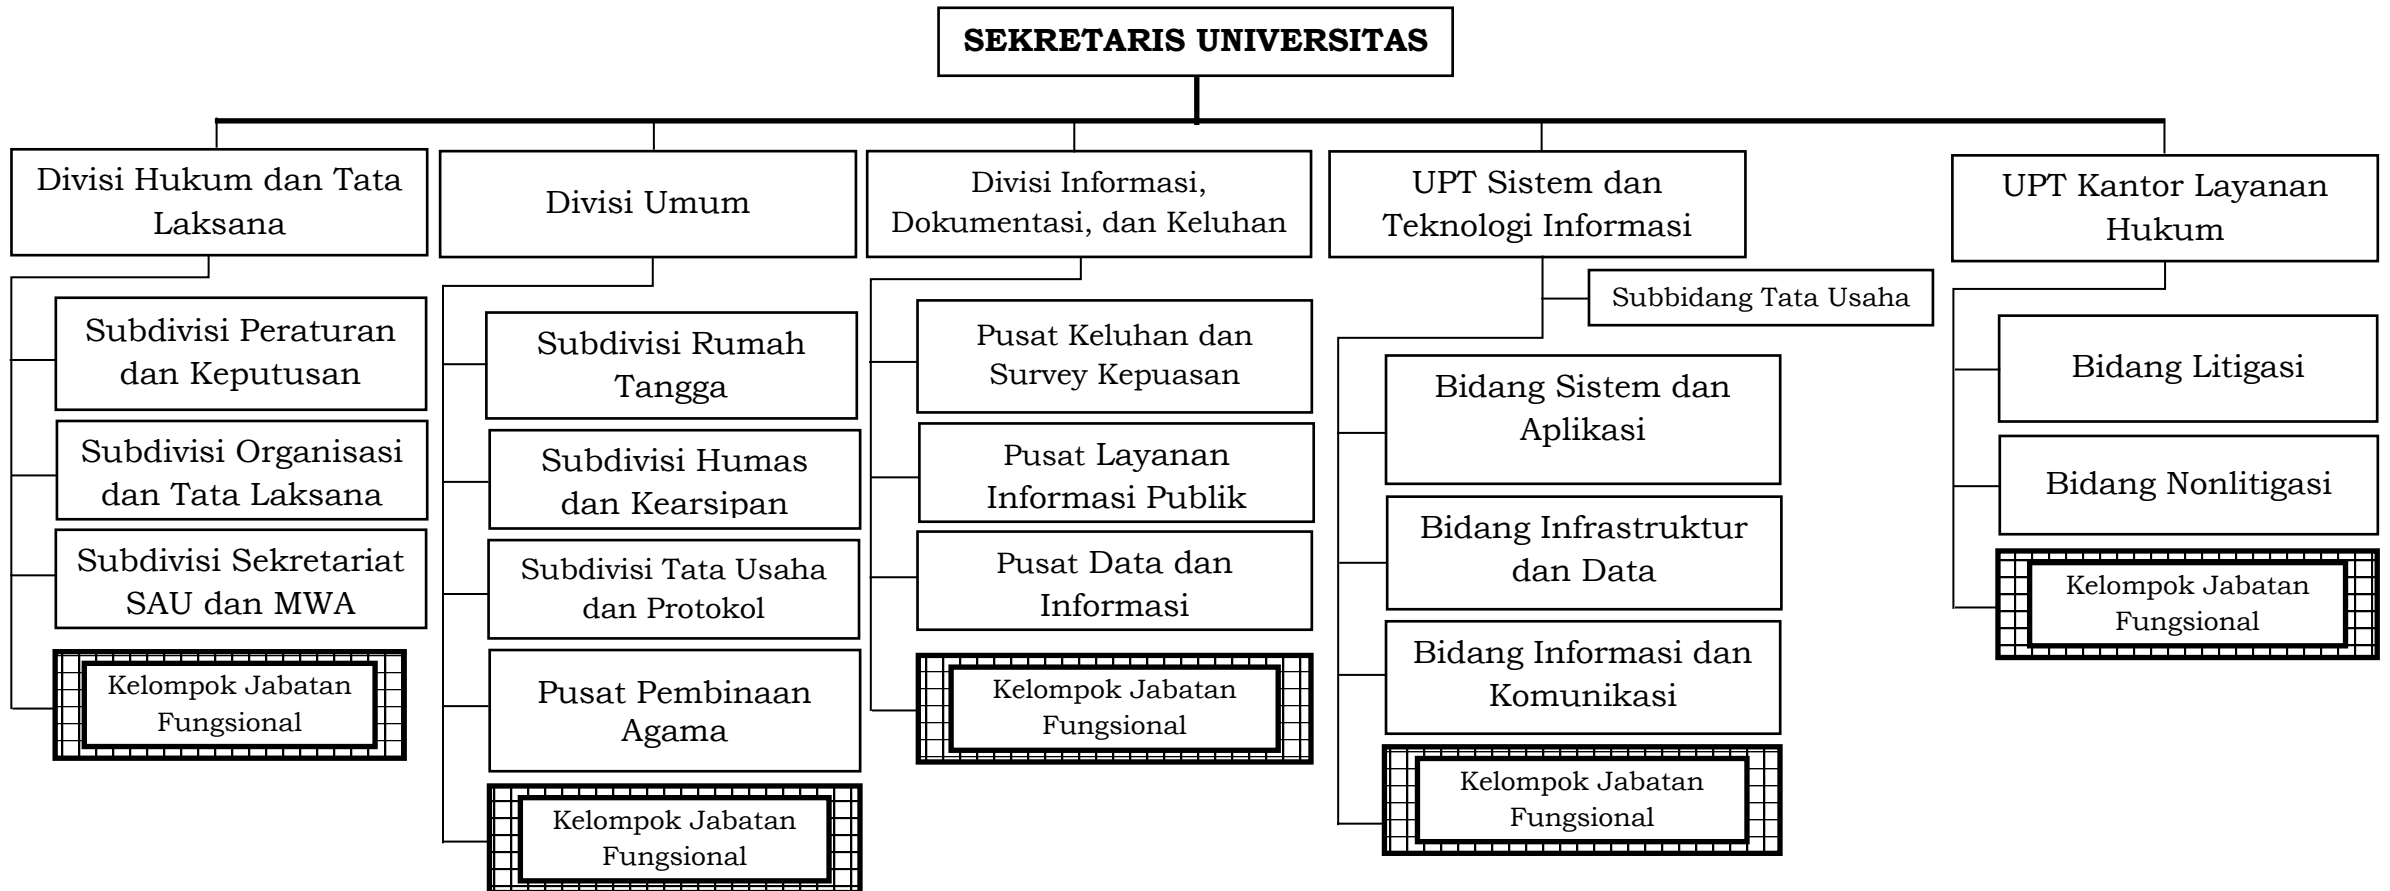 SEKRETARIS UNIVERSITAS
Divisi Hukum dan Tata
Laksana
Subdivisi Peraturan
dan Keputusan
Subdivisi Organisasi
dan Tata Laksana
Subdivisi Sekretariat
SAU dan MWA
Kelompok Jabatan
Fungsional
Divisi Umum
Subdivisi Rumah
Tangga
Subdivisi Humas
dan Kearsipan
Subdivisi Tata Usaha
dan Protokol
Pusat Pembinaan
Agama
Kelompok Jabatan
Fungsional
Divisi Informasi,
Dokumentasi, dan Keluhan
Pusat Keluhan dan
Survey Kepuasan
Pusat Layanan
Informasi Publik
Pusat Data dan
Informasi
Kelompok Jabatan
Fungsional
UPT Sistem dan
Teknologi Informasi
Subbidang Tata Usaha
Bidang Sistem dan
Aplikasi
Bidang Infrastruktur
dan Data
Bidang Informasi dan
Komunikasi
Kelompok Jabatan
Fungsional
UPT Kantor Layanan
Hukum
Bidang Litigasi
Bidang Nonlitigasi
Kelompok Jabatan
Fungsional